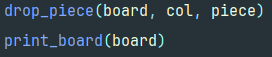 drop_piece(board, col, piece)
print_board(board)